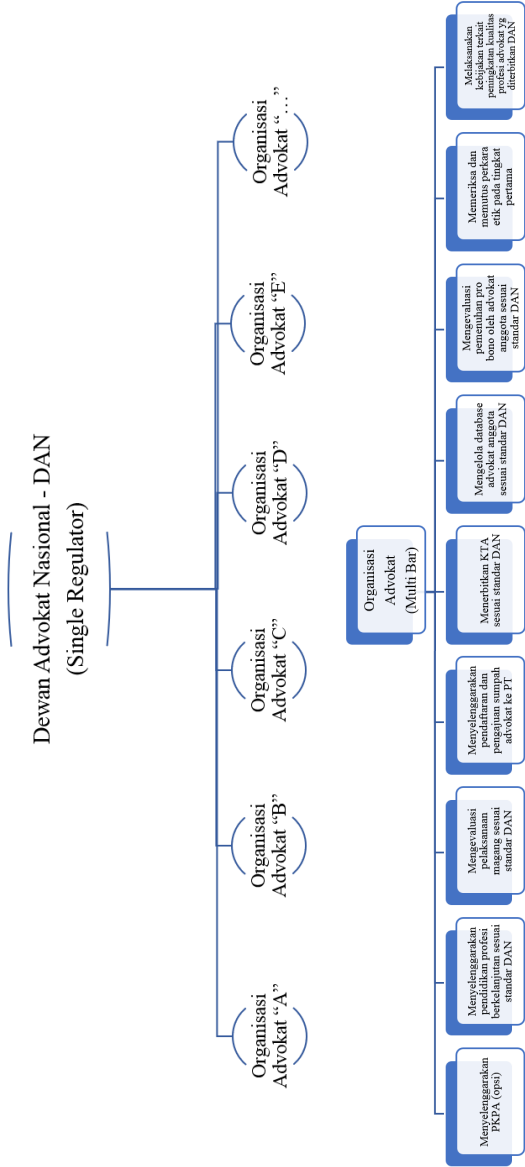 Dewan Advokat Nasional - DAN
(Single Regulator)
Organisasi
Advokat “A”
Organisasi
Advokat “B”
Organisasi
Advokat “C”
Organisasi
Advokat “D”
Organisasi
Advokat “E”
Organisasi
Advokat “…”
Organisasi
Advokat
(Multi Bar)
Menyelenggarakan
PKPA (opsi)
Menyelenggarakan
pendidikan profesi
berkelanjutan sesuai
standar DAN
Mengevaluasi
pelaksanaan
magang sesuai
standar DAN
Menyelenggarakan
pendaftaran dan
pengajuan sumpah
advokat ke PT
Menerbitkan KTA
sesuai standar DAN
Mengelola database
advokat anggota
sesuai standar DAN
Mengevaluasi
pemenuhan pro
bono oleh advokat
anggota sesuai
standar DAN
Memeriksa dan
memutus perkara
etik pada tingkat
pertama
Melaksanakan
kebijakan terkait
peningkatan kualitas
profesi advokat yg
diterbitkan DAN